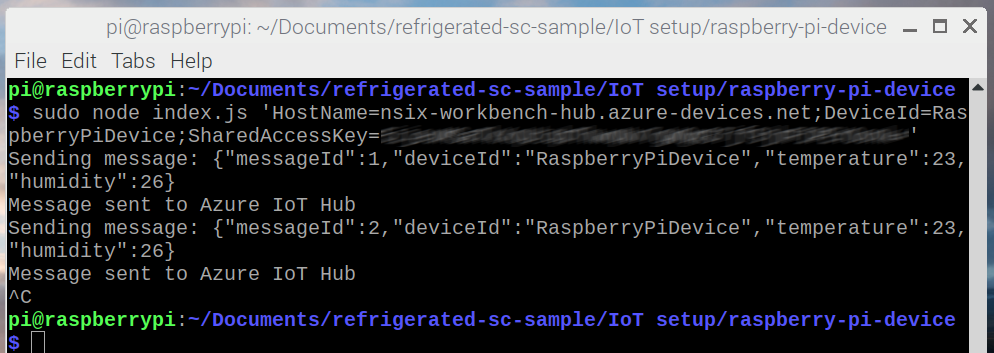 pi@raspberrypi: ~/Documents/refrigerated-sc-sample/IoT setup/raspberry-pi-device
File Edit Tabs Help
pi@raspberrypi:~/Documents/refrigerated-sc-sample/IoT setup/raspberry-pi-device
$ sudo node index.js 'HostName=nsix-workbench-hub.azure-devices.net;DeviceId=Ras
pberryPiDevice;SharedAccessKey='
Sending message: {"messageId":1,"deviceId":"RaspberryPiDevice","temperature":23,
"humidity":26}
Message sent to Azure IoT Hub
Sending message: {"messageId":2,"deviceId":"RaspberryPiDevice","temperature":23,
"humidity":26}
Message sent to Azure IoT Hub
^C
pi@raspberrypi:~/Documents/refrigerated-sc-sample/IoT setup/raspberry-pi-device
$